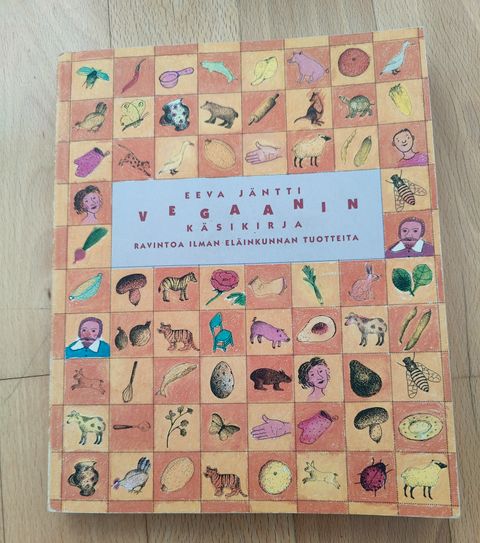 EEVA JÄNTTI
VEGAANIN
KÄSIKIRJA
RAVINTOA ILMAN ELÄINKUNNAN TUOTTEITA